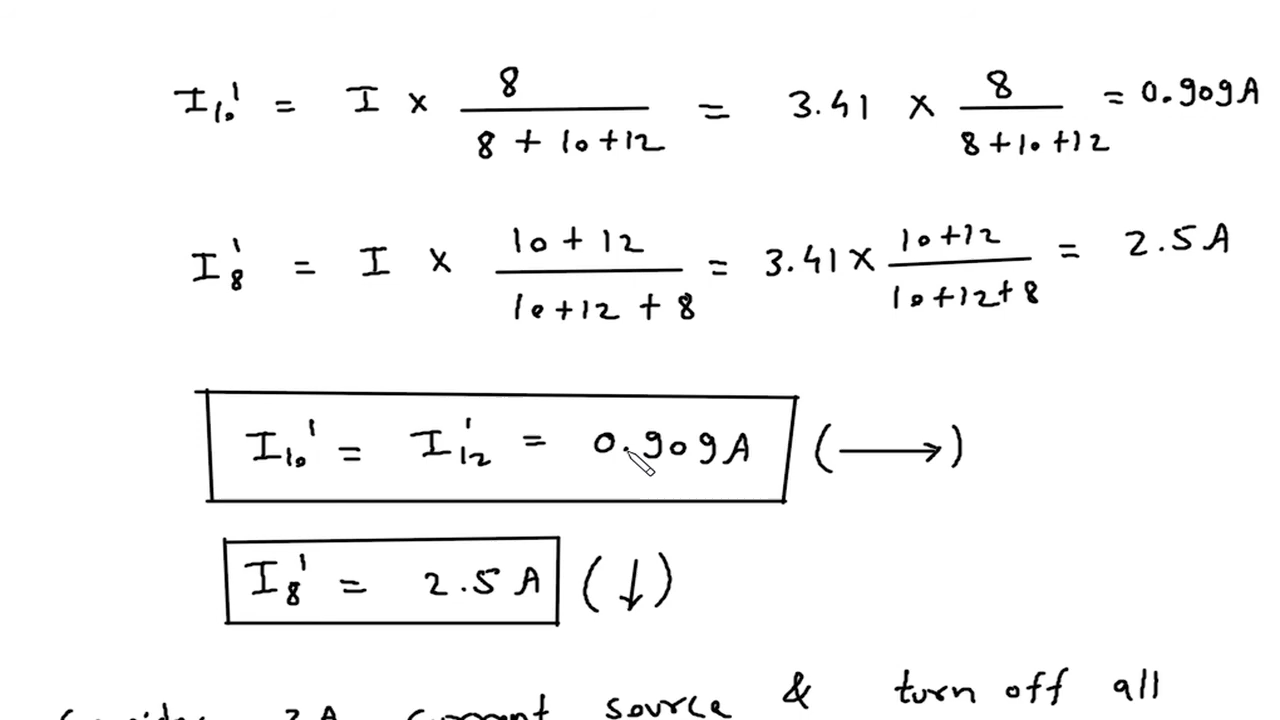 I₁₀' = I × 8 / (8 + 10 + 12) = 3.41 × 8 / (8 + 10 + 12) = 0.909A
I₈' = I × (10 + 12) / (10 + 12 + 8) = 3.41 × (10 + 12) / (10 + 12 + 8) = 2.5A
I₁₀' = I₁₂' = 0.909A (⟶)
I₈' = 2.5A (↓)
source & turn off all